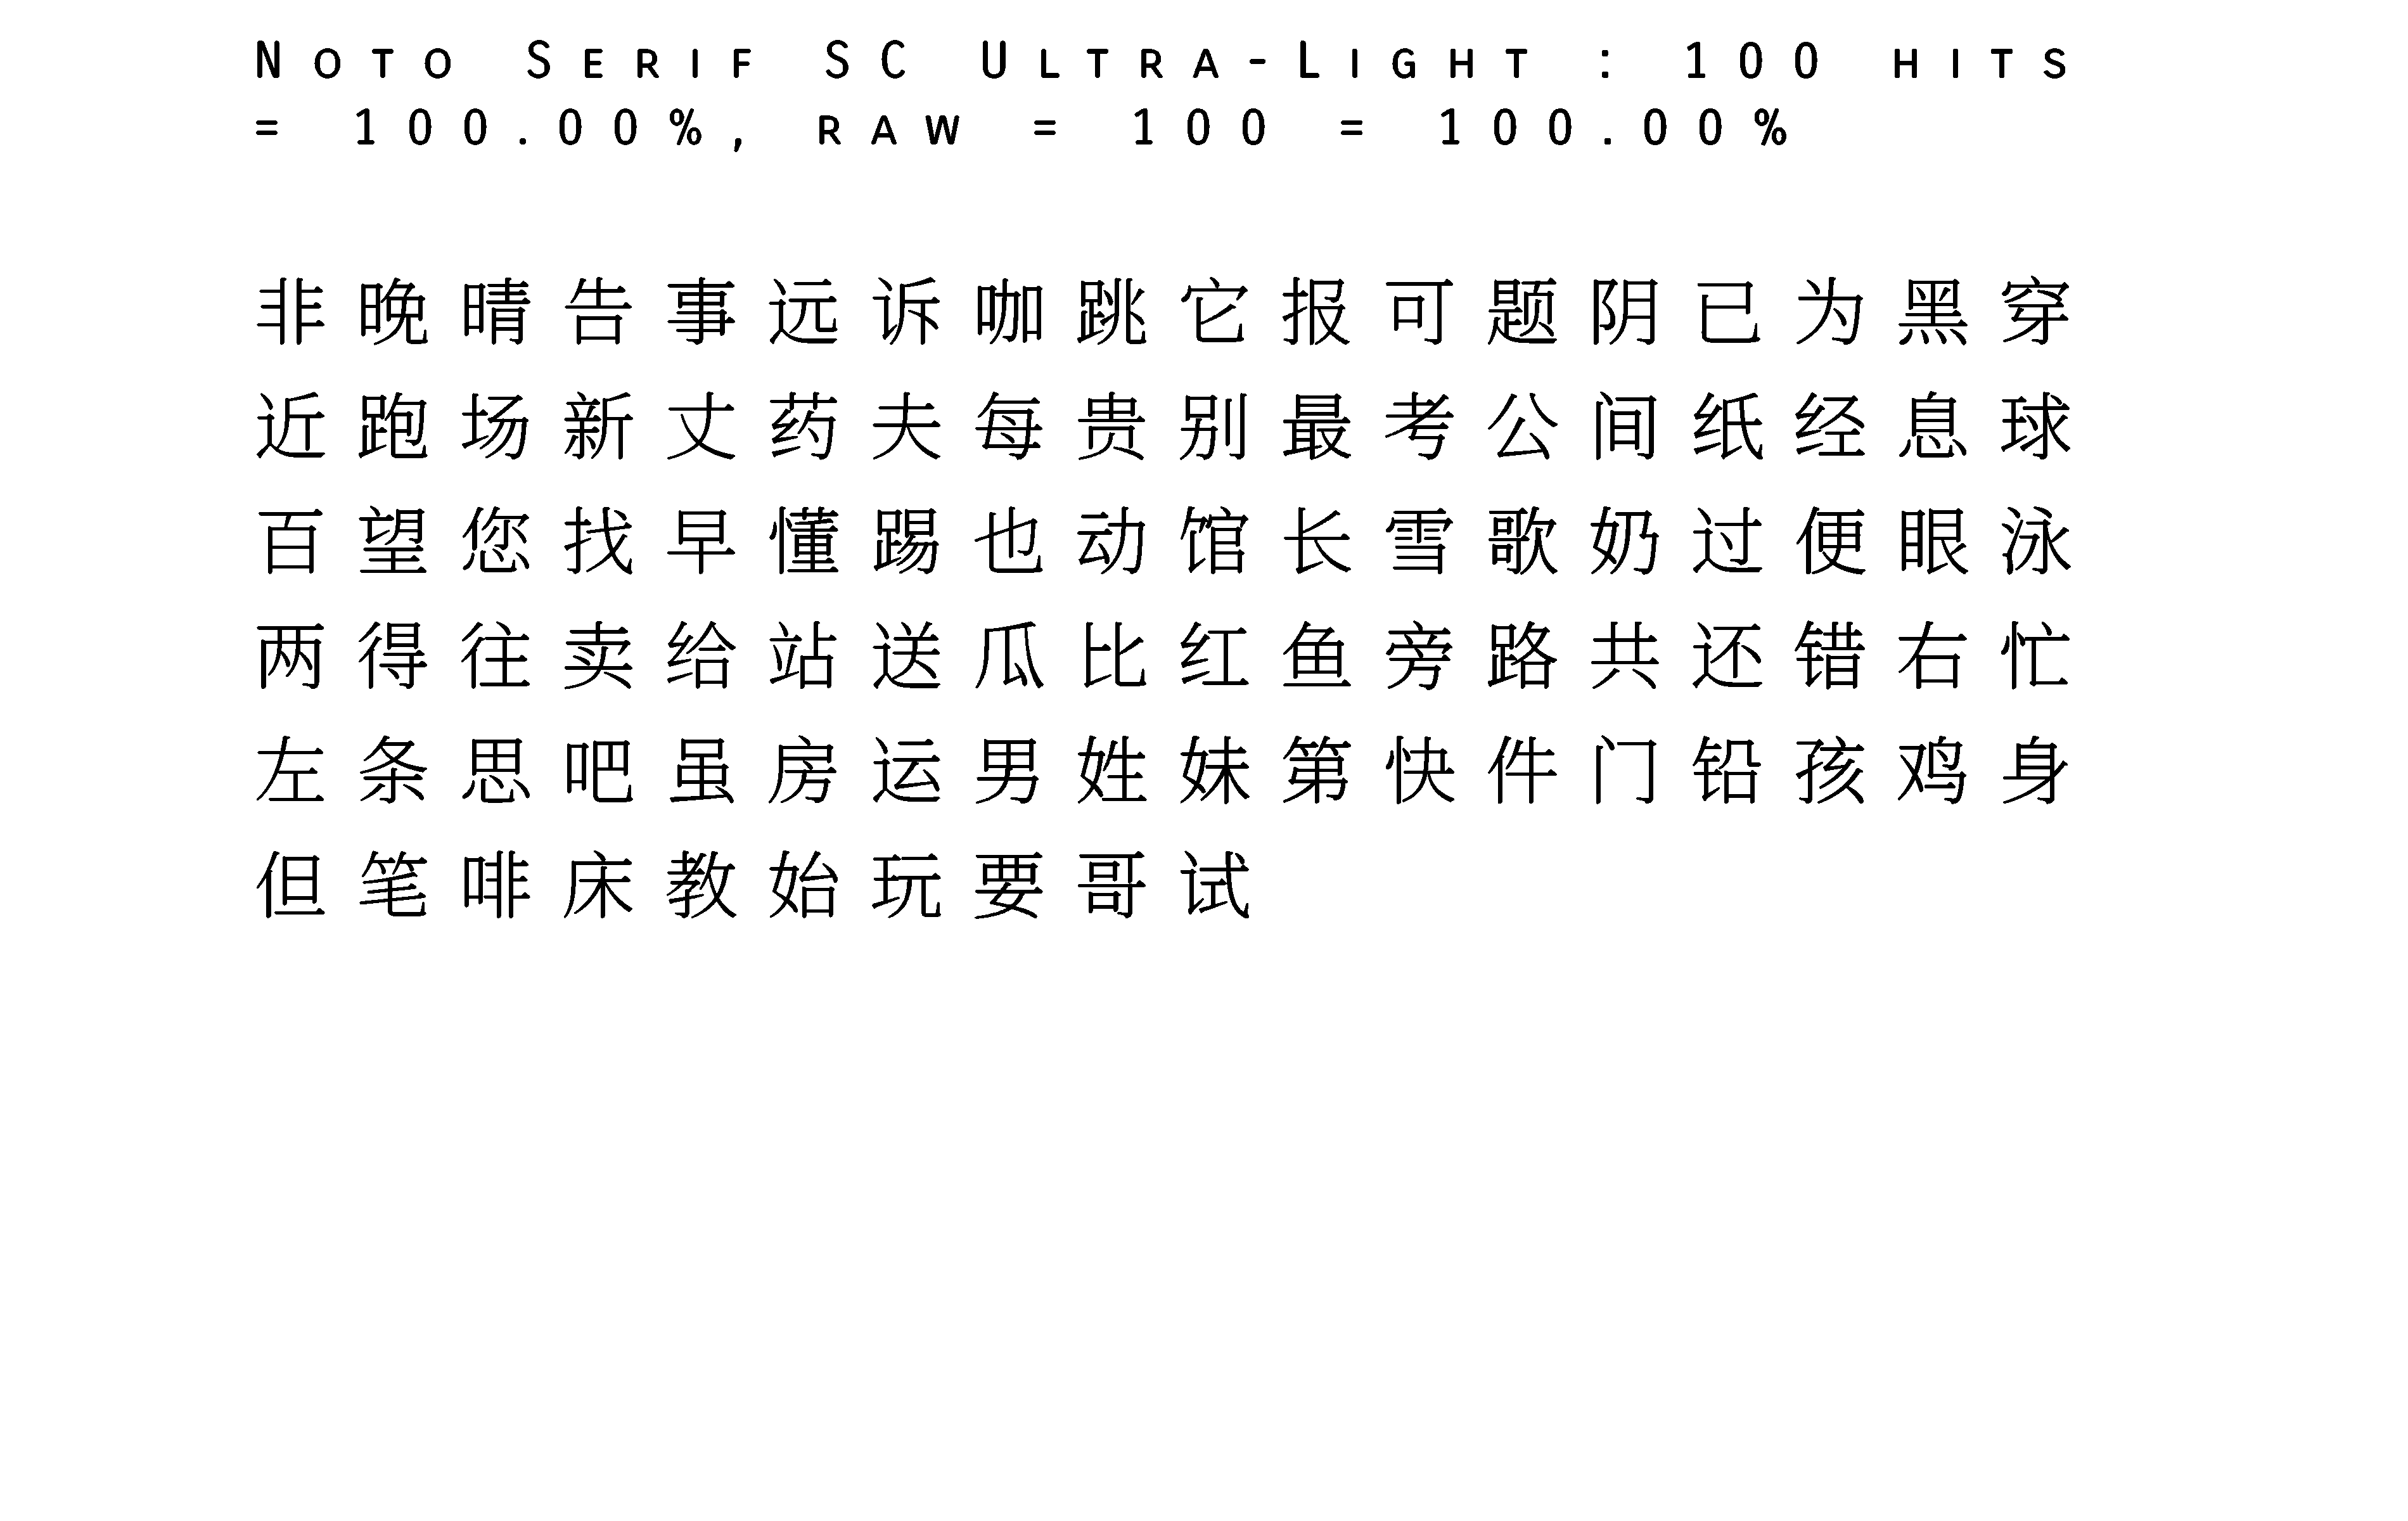 Noto Serif SC Ultra-Light : 100 hits
= 100.00%, raw = 100 = 100.00%
非晚晴告事远诉咖跳它报可题阴已为黑穿
近跑场新丈药夫每贵别最考公间纸经息球
百望您找早懂踢也动馆长雪歌奶过便眼泳
两得往卖给站送瓜比红鱼旁路共还错右忙
左条思吧虽房运男姓妹第快件门铅孩鸡身
但笔啡床教始玩要哥试